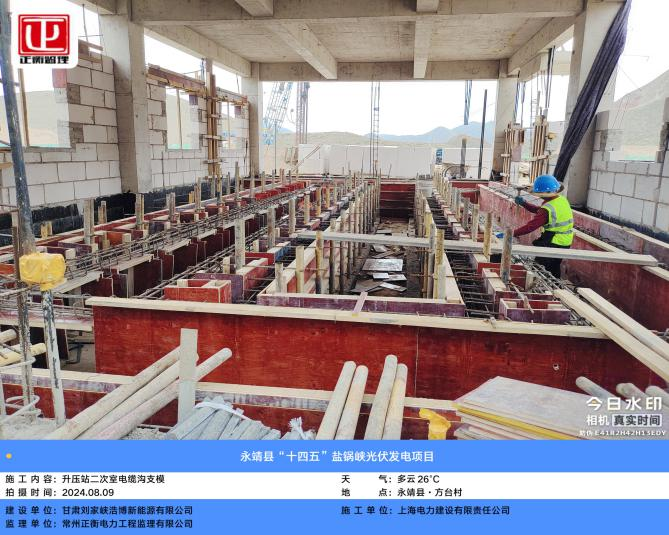 正衡监理
今日水印
相机 真实时间
防伪 E41B2H42H13EDY
永靖县“十四五”盐锅峡光伏发电项目
施工内容：升压站二次室电缆沟支模
天气：多云 26℃
拍摄时间：2024.08.09
地点：永靖县·方台村
建设单位：甘肃刘家峡浩博新能源有限公司
施工单位：上海电力建设有限责任公司
监理单位：常州正衡电力工程监理有限公司